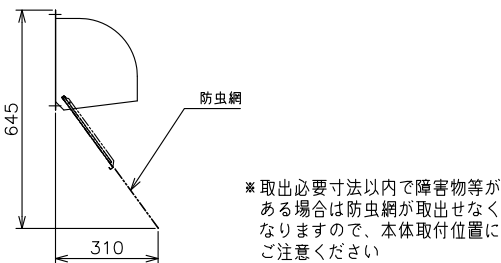 防虫網
645
310
※取出必要寸法以内で障害物等が
ある場合は防虫網が取出せなく
なりますので、本体取付位置に
ご注意ください